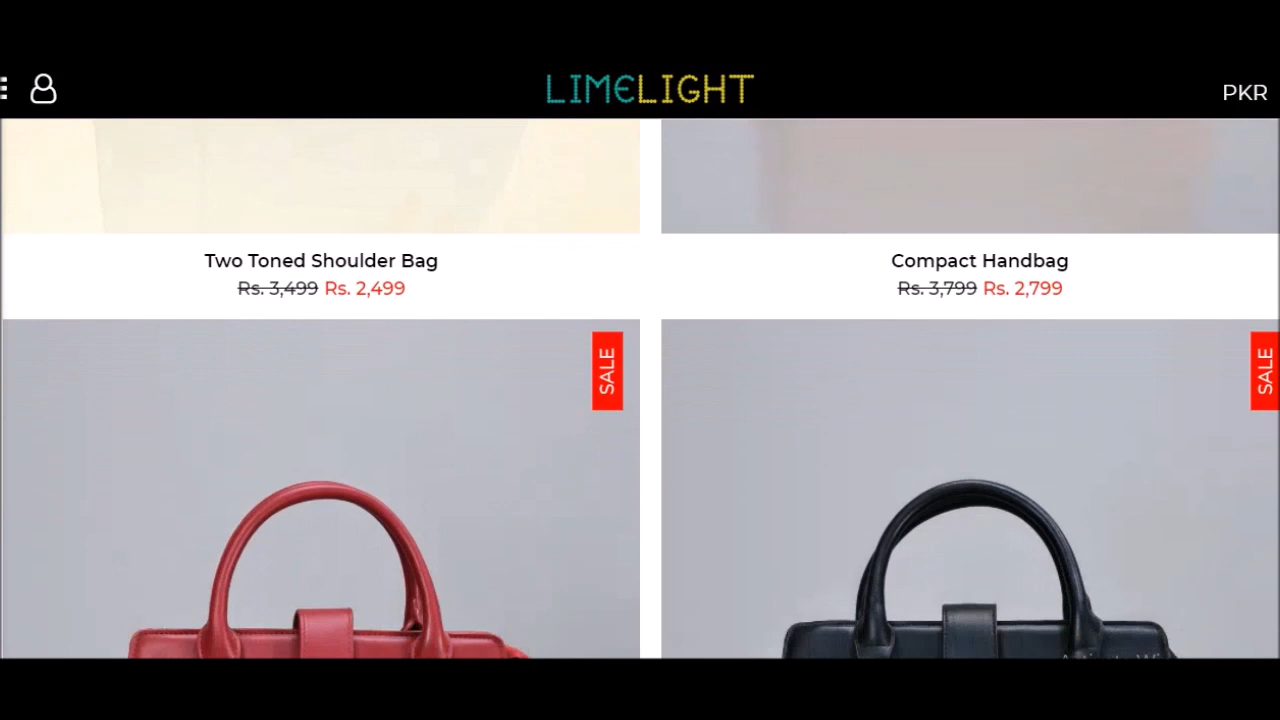 LIMELIGHT
PKR
Two Toned Shoulder Bag
Rs. 3,499 Rs. 2,499
Compact Handbag
Rs. 3,799 Rs. 2,799
SALE
SALE